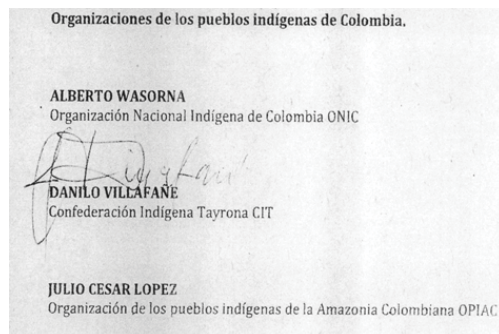 Organizaciones de los pueblos indígenas de Colombia.
ALBERTO WASORNA
Organización Nacional Indígena de Colombia ONIC
DANILO VILLAFAÑE
Confederación Indígena Tayrona CIT
JULIO CESAR LOPEZ
Organización de los pueblos indígenas de la Amazonia Colombiana OPIAC